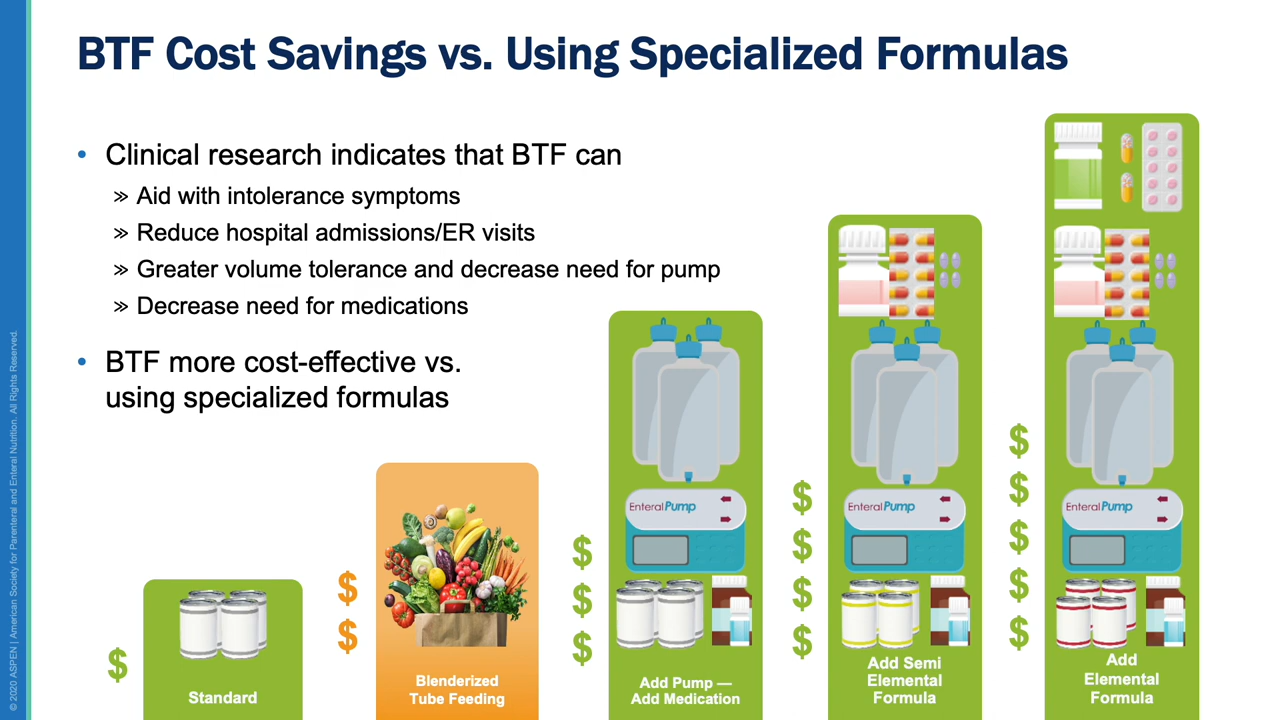 BTF Cost Savings vs. Using Specialized Formulas
• Clinical research indicates that BTF can
» Aid with intolerance symptoms
» Reduce hospital admissions/ER visits
» Greater volume tolerance and decrease need for pump
» Decrease need for medications
• BTF more cost-effective vs.
using specialized formulas
$
Standard
$
$
Blenderized
Tube Feeding
$
$
$
EnteralPump
Add Pump —
Add Medication
$
$
$
$
EnteralPump
Add Semi
Elemental
Formula
$
$
$
$
$
EnteralPump
Add
Elemental
Formula
© 2020 ASPEN | American Society for Parenteral and Enteral Nutrition. All Rights Reserved.